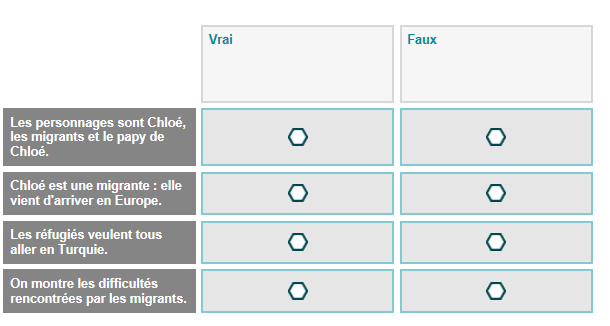 Vrai
Faux
Les personnages sont Chloé,
les migrants et le papy de
Chloé.
Chloé est une migrante : elle
vient d'arriver en Europe.
Les réfugiés veulent tous
aller en Turquie.
On montre les difficultés
rencontrées par les migrants.